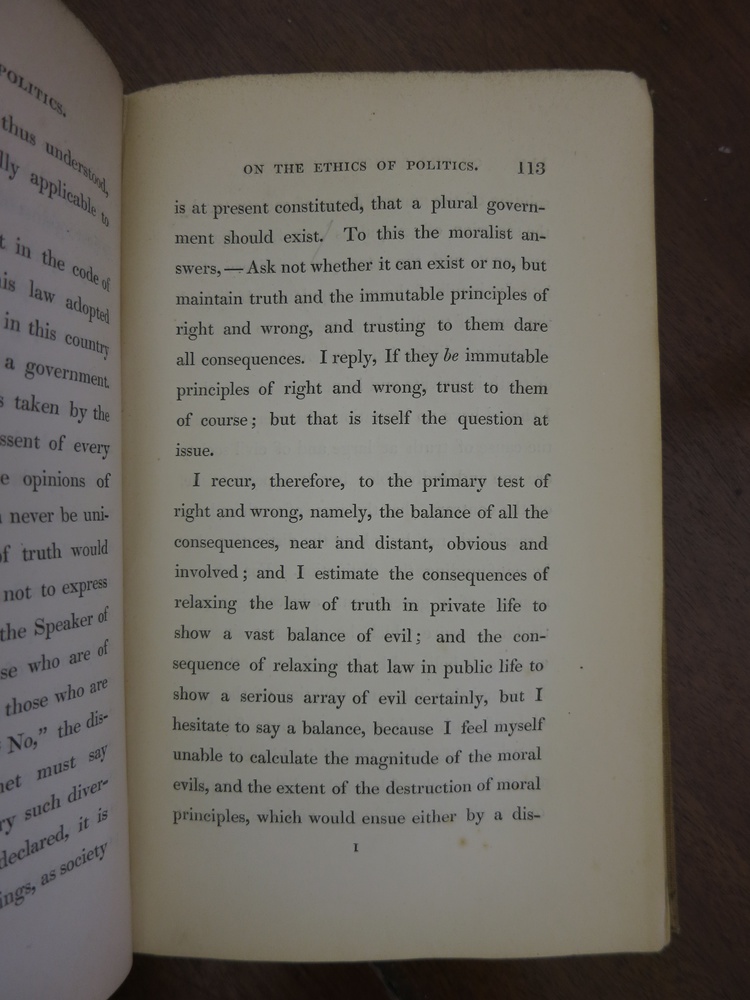 POLITICS.
thus understood,
lly applicable to
t in the code of
is law adopted
in this country
a government
s taken by the
ssent of every
e opinions of
never be uni-
of truth would
not to express
the Speaker of
se who are of
those who are
No,” the dis-
net must say
ry such diver-
declared, it is
ings, as society
ON THE ETHICS OF POLITICS. 113
is at present constituted, that a plural govern-
ment should exist. To this the moralist an-
swers,—Ask not whether it can exist or no, but
maintain truth and the immutable principles of
right and wrong, and trusting to them dare
all consequences. I reply, If they be immutable
principles of right and wrong, trust to them
of course; but that is itself the question at
issue.
I recur, therefore, to the primary test of
right and wrong, namely, the balance of all the
consequences, near and distant, obvious and
involved; and I estimate the consequences of
relaxing the law of truth in private life to
show a vast balance of evil; and the con-
sequence of relaxing that law in public life to
show a serious array of evil certainly, but I
hesitate to say a balance, because I feel myself
unable to calculate the magnitude of the moral
evils, and the extent of the destruction of moral
principles, which would ensue either by a dis-
I